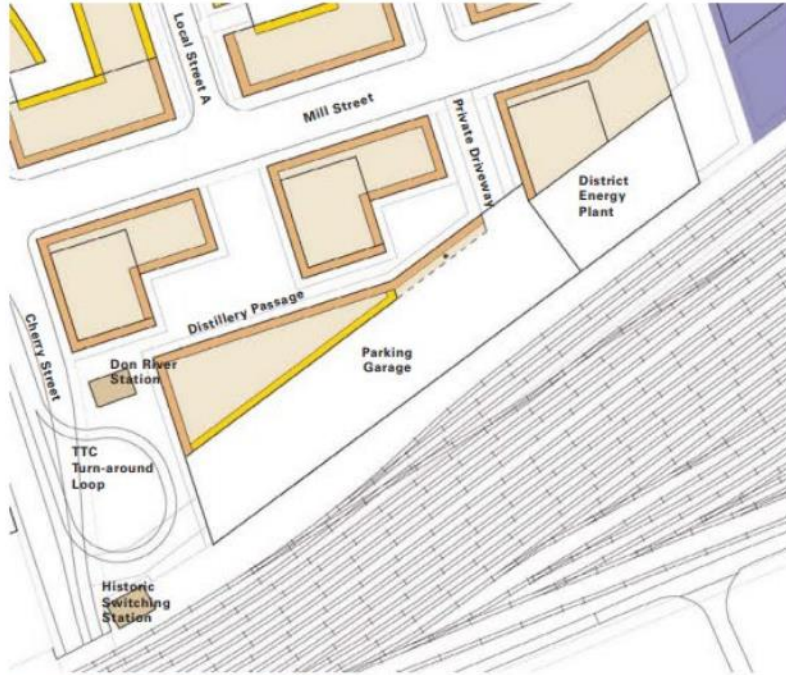 Local Street A
Mill Street
Private Driveway
District
Energy
Plant
Distillery Passage
Cherry Street
Don River
Station
Parking
Garage
TTC
Turn-around
Loop
Historic
Switching
Station